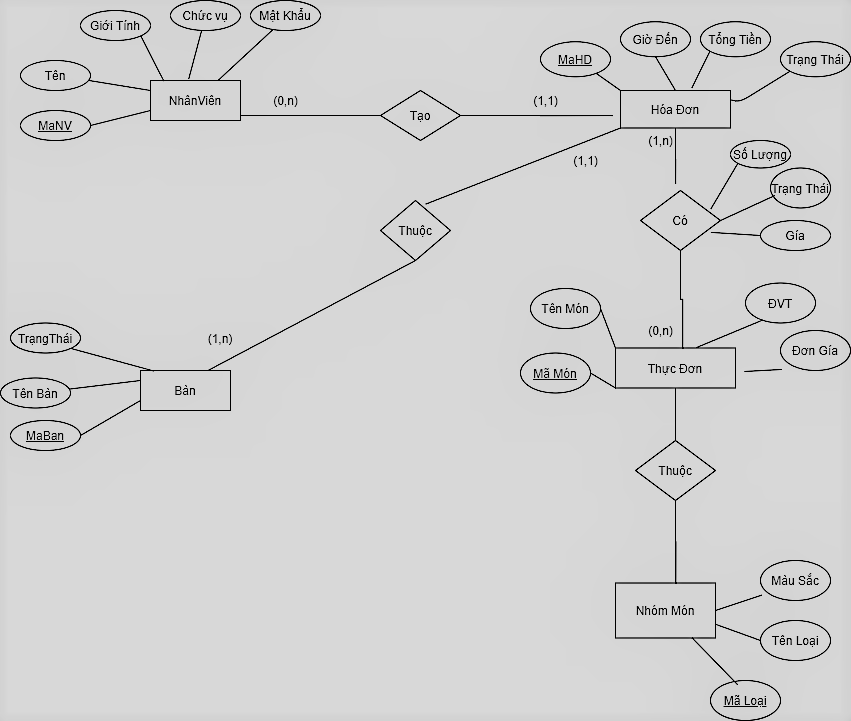 Giới Tính
Chức vụ
Mật Khẩu
Tên
MaNV
NhânViên
(0,n)
Tạo
(1,1)
MaHD
Giờ Đến
Tổng Tiền
Trạng Thái
Hóa Đơn
(1,1)
(1,n)
Số Lượng
Trạng Thái
Gía
Có
Thuộc
(1,n)
TrạngThái
Tên Bàn
MaBan
Bàn
Tên Món
(0,n)
ĐVT
Đơn Gía
Mã Món
Thực Đơn
Thuộc
Nhóm Món
Màu Sắc
Tên Loại
Mã Loại